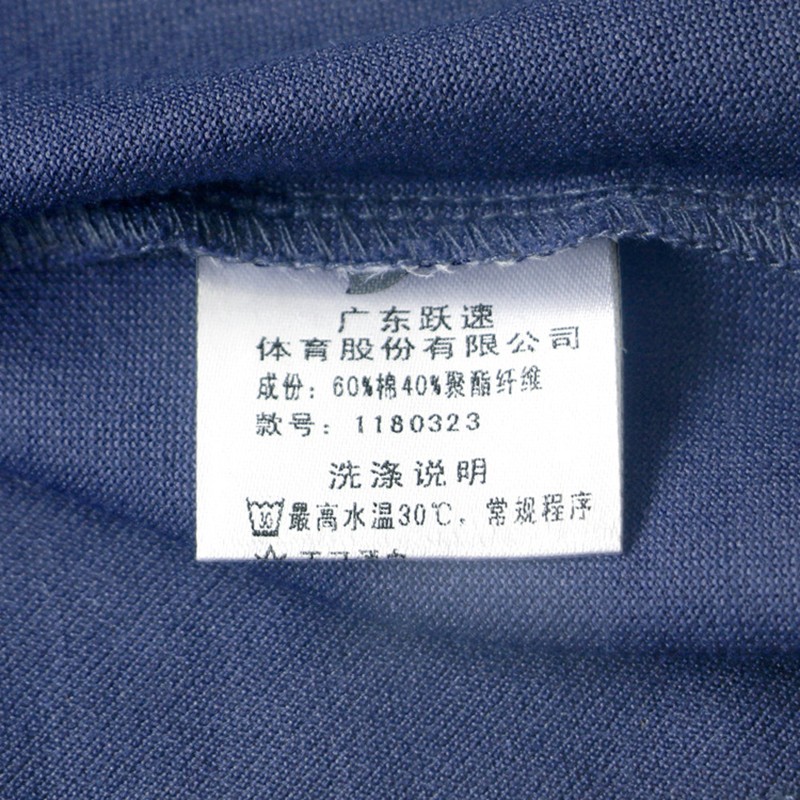 广东跃速
体育股份有限公司
成份：60%棉40%聚酯纤维
款号：1180323
洗涤说明
30最高水温30℃，常规程序